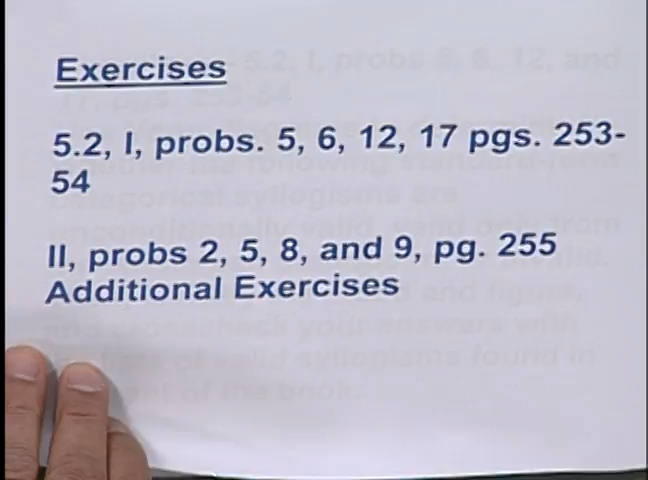 Exercises
5.2, I, probs. 5, 6, 12, 17 pgs. 253-
54
II, probs 2, 5, 8, and 9, pg. 255
Additional Exercises